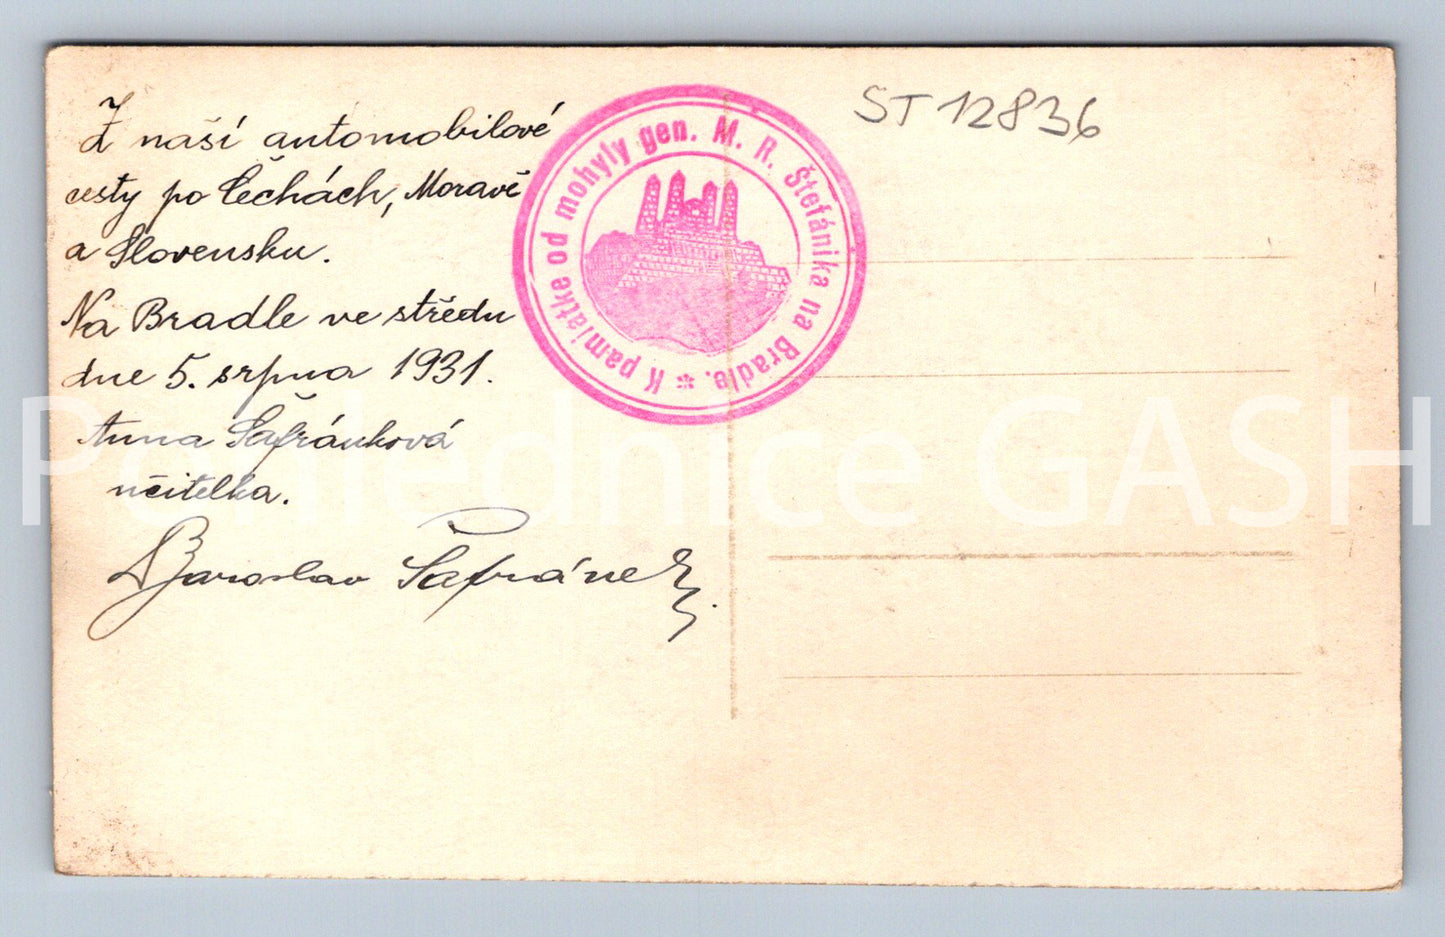 Z naší automobilové
cesty po Čechách, Moravě
a Slovensku.
Na Bradle ve středu
dne 5. srpna 1931.
Anna Šafránková
učitelka.
Jaroslav Šafránek.
K pamiatke od mohyly gen. M. R. Štefánika na Bradle. *
ST 12836
Pohlednice GASH